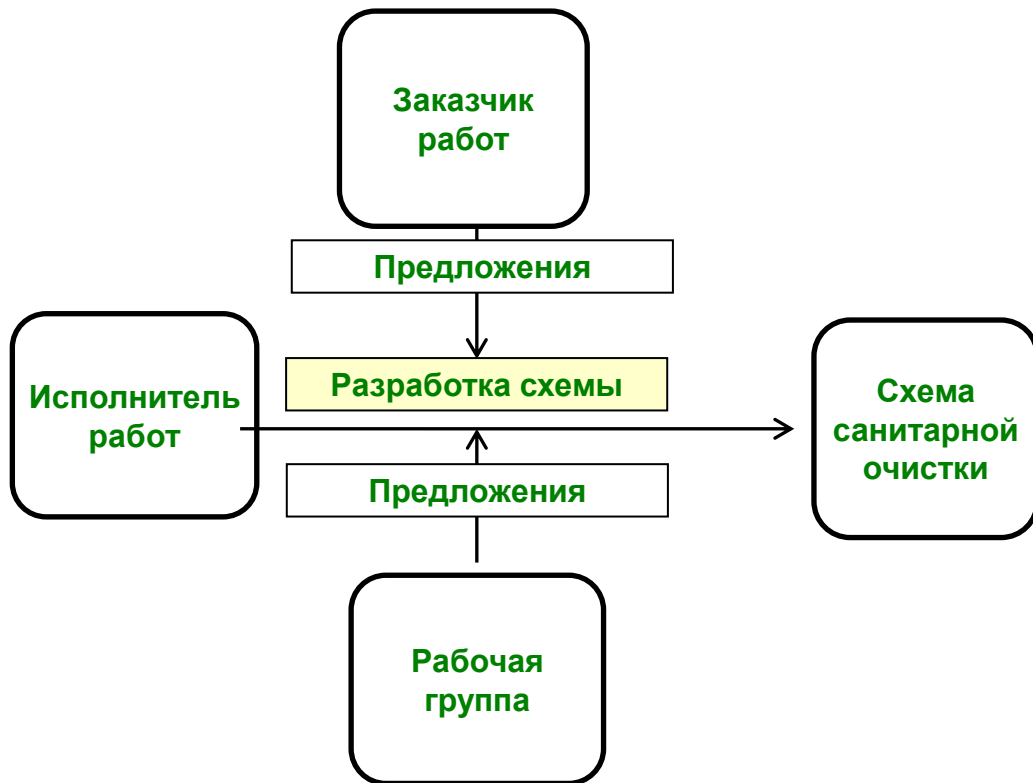 Заказчик
работ
Предложения
Исполнитель
работ
Разработка схемы
Схема
санитарной
очистки
Предложения
Рабочая
группа